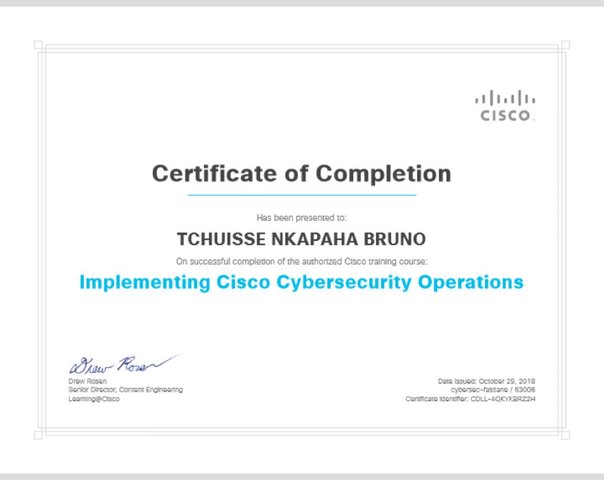 CISCO
Certificate of Completion
Has been presented to:
TCHUISSE NKAPAHA BRUNO
On successful completion of the authorized Cisco training course:
Implementing Cisco Cybersecurity Operations
Drew Rosen
Drew Rosen
Senior Director, Content Engineering
Learning@Cisco
Date Issued: October 29, 2018
cybersec-fastlane / 63006
Certificate Identifier: CDLL-4QKYKBRZ2H